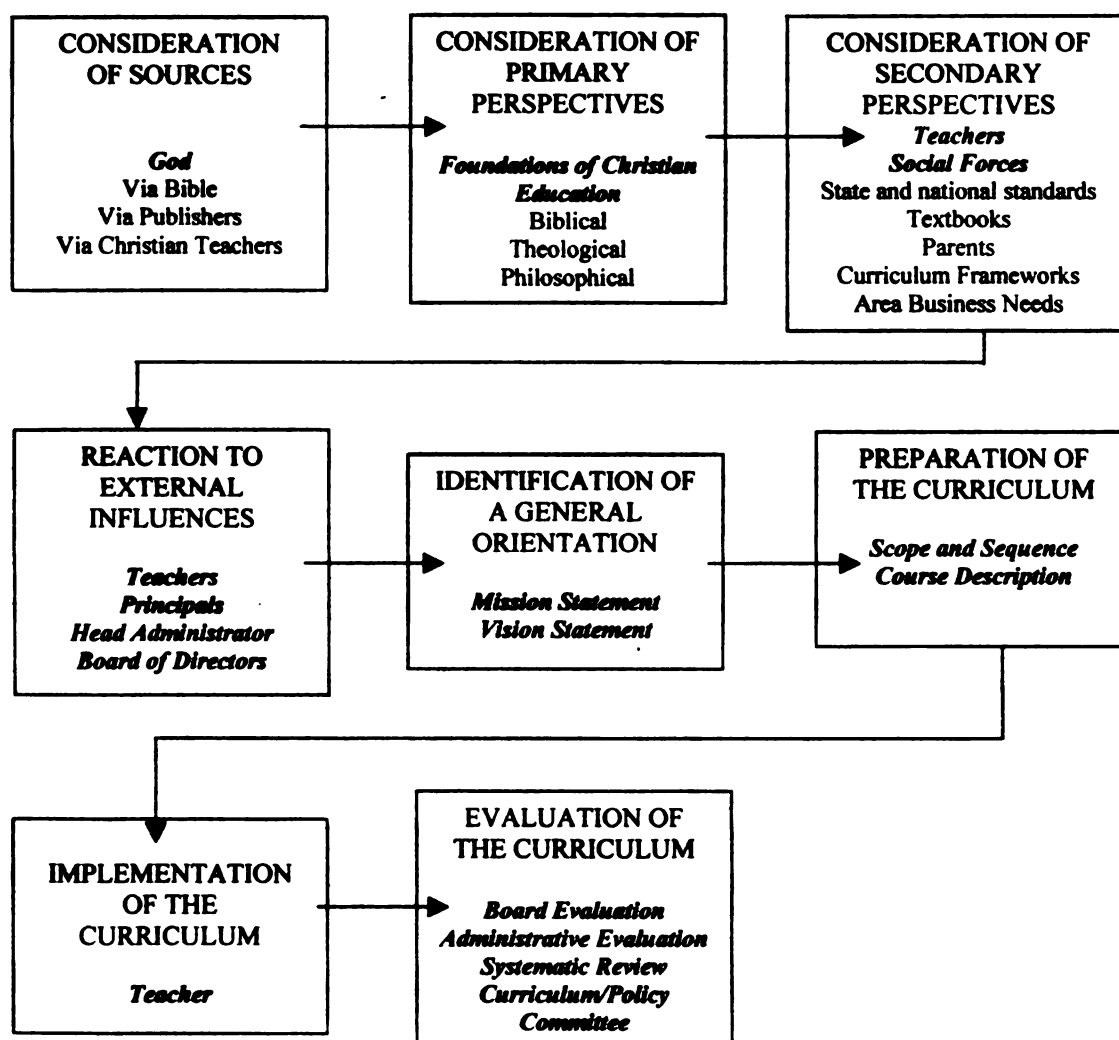 CONSIDERATION
OF SOURCES
God
Via Bible
Via Publishers
Via Christian Teachers
CONSIDERATION OF
PRIMARY
PERSPECTIVES
Foundations of Christian
Education
Biblical
Theological
Philosophical
CONSIDERATION OF
SECONDARY
PERSPECTIVES
Teachers
Social Forces
State and national standards
Textbooks
Parents
Curriculum Frameworks
Area Business Needs
REACTION TO
EXTERNAL
INFLUENCES
Teachers
Principals
Head Administrator
Board of Directors
IDENTIFICATION OF
A GENERAL
ORIENTATION
Mission Statement
Vision Statement
PREPARATION OF
THE CURRICULUM
Scope and Sequence
Course Description
IMPLEMENTATION
OF THE
CURRICULUM
Teacher
EVALUATION OF
THE CURRICULUM
Board Evaluation
Administrative Evaluation
Systematic Review
Curriculum/Policy
Committee